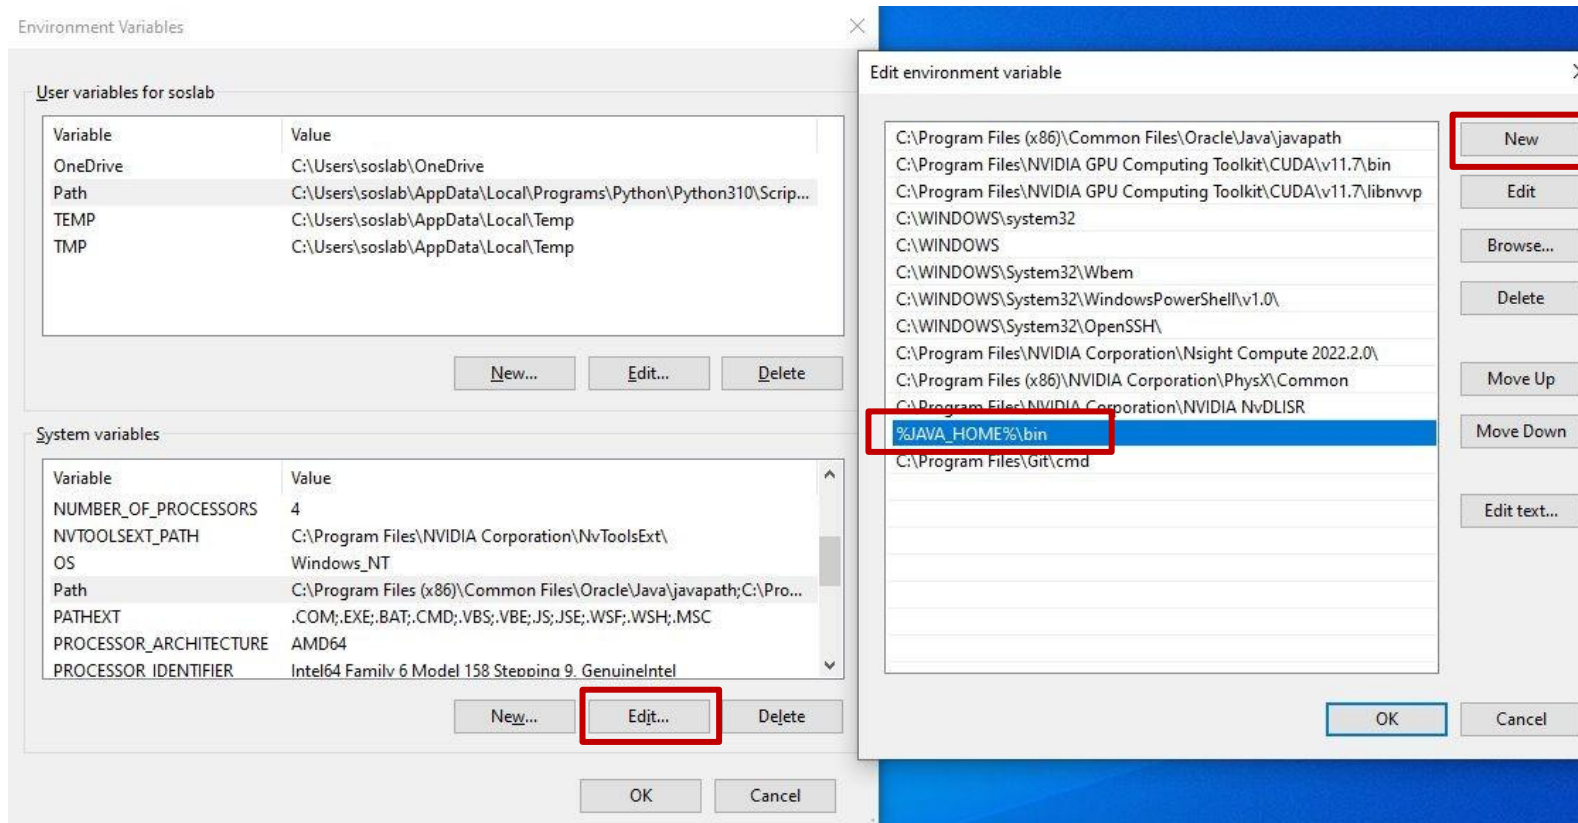 Environment Variables
User variables for soslab
Variable Value
OneDrive C:\Users\soslab\OneDrive
Path C:\Users\soslab\AppData\Local\Programs\Python\Python310\Scrip...
TEMP C:\Users\soslab\AppData\Local\Temp
TMP C:\Users\soslab\AppData\Local\Temp
New... Edit... Delete
System variables
Variable Value
NUMBER_OF_PROCESSORS 4
NVTOOLSEXT_PATH C:\Program Files\NVIDIA Corporation\NvToolsExt\
OS Windows_NT
Path C:\Program Files (x86)\Common Files\Oracle\Java\javapath;C:\Pro...
PATHEXT .COM;.EXE;.BAT;.CMD;.VBS;.VBE;.JS;.JSE;.WSF;.WSH;.MSC
PROCESSOR_ARCHITECTURE AMD64
PROCESSOR_IDENTIFIER Intel64 Family 6 Model 158 Stepping 9, GenuineIntel
New... Edit... Delete
OK Cancel
Edit environment variable
C:\Program Files (x86)\Common Files\Oracle\Java\javapath
C:\Program Files\NVIDIA GPU Computing Toolkit\CUDA\v11.7\bin
C:\Program Files\NVIDIA GPU Computing Toolkit\CUDA\v11.7\libnvvp
C:\WINDOWS\system32
C:\WINDOWS
C:\WINDOWS\System32\Wbem
C:\WINDOWS\System32\WindowsPowerShell\v1.0\
C:\WINDOWS\System32\OpenSSH\
C:\Program Files\NVIDIA Corporation\Nsight Compute 2022.2.0\
C:\Program Files (x86)\NVIDIA Corporation\PhysX\Common
C:\Program Files\NVIDIA Corporation\NVIDIA NvDLISR
%JAVA_HOME%\bin
C:\Program Files\Git\cmd
New
Edit
Browse...
Delete
Move Up
Move Down
Edit text...
OK Cancel